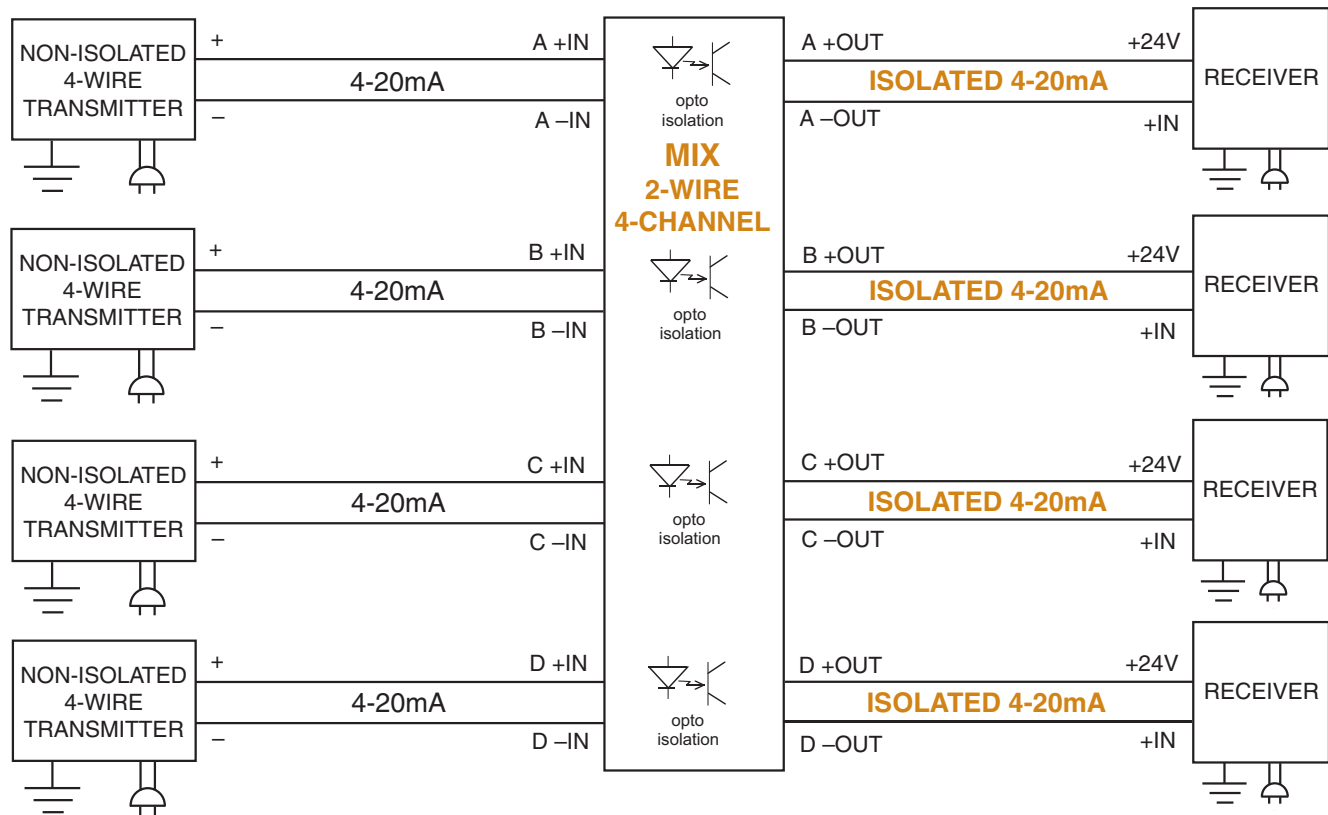 NON-ISOLATED
4-WIRE
TRANSMITTER
+
–
4-20mA
A +IN
A –IN
opto
isolation
MIX
2-WIRE
4-CHANNEL
A +OUT
A –OUT
ISOLATED 4-20mA
+24V
+IN
RECEIVER
NON-ISOLATED
4-WIRE
TRANSMITTER
+
–
4-20mA
B +IN
B –IN
opto
isolation
B +OUT
B –OUT
ISOLATED 4-20mA
+24V
+IN
RECEIVER
NON-ISOLATED
4-WIRE
TRANSMITTER
+
–
4-20mA
C +IN
C –IN
opto
isolation
C +OUT
C –OUT
ISOLATED 4-20mA
+24V
+IN
RECEIVER
NON-ISOLATED
4-WIRE
TRANSMITTER
+
–
4-20mA
D +IN
D –IN
opto
isolation
D +OUT
D –OUT
ISOLATED 4-20mA
+24V
+IN
RECEIVER